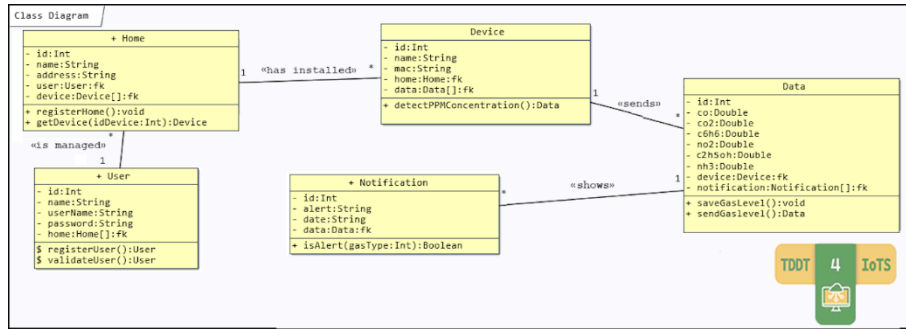 Class Diagram
+ Home
- id:Int
- name:String
- address:String
- user:User:fk
- device:Device[]:fk
+ registerHome():void
+ getDevice(idDevice:Int):Device
1 «has installed» *
Device
- id:Int
- name:String
- mac:String
- home:Home:fk
- data:Data[]:fk
+ detectPPMConcentration():Data
1
«sends»
*
Data
- id:Int
- co:Double
- co2:Double
- c6h6:Double
- no2:Double
- c2h5oh:Double
- nh3:Double
- device:Device:fk
- notification:Notification[]:fk
+ saveGasLevel():void
+ sendGaslevel():Data
*
«is managed»
1
+ User
- id:Int
- name:String
- userName:String
- password:String
- home:Home[]:fk
$ registerUser():User
$ validateUser():User
+ Notification
- id:Int
- alert:String
- date:String
- data:Data:fk
+ isAlert(gasType:Int):Boolean
* «shows» 1
TDDT 4 IoTS